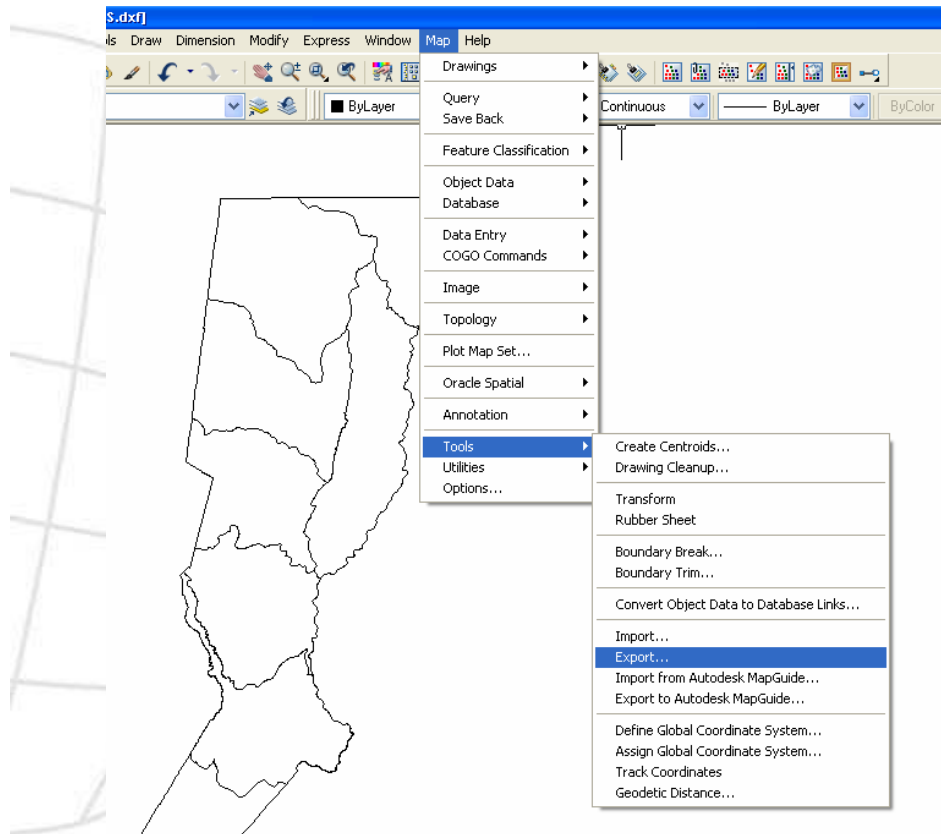 S.dxf]
ols Draw Dimension Modify Express Window Map Help
ByLayer Continuous ByLayer ByColor
Drawings
Query
Save Back
Feature Classification
Object Data
Database
Data Entry
COGO Commands
Image
Topology
Plot Map Set...
Oracle Spatial
Annotation
Tools
Utilities
Options...
Create Centroids...
Drawing Cleanup...
Transform
Rubber Sheet
Boundary Break...
Boundary Trim...
Convert Object Data to Database Links...
Import...
Export...
Import from Autodesk MapGuide...
Export to Autodesk MapGuide...
Define Global Coordinate System...
Assign Global Coordinate System...
Track Coordinates
Geodetic Distance...